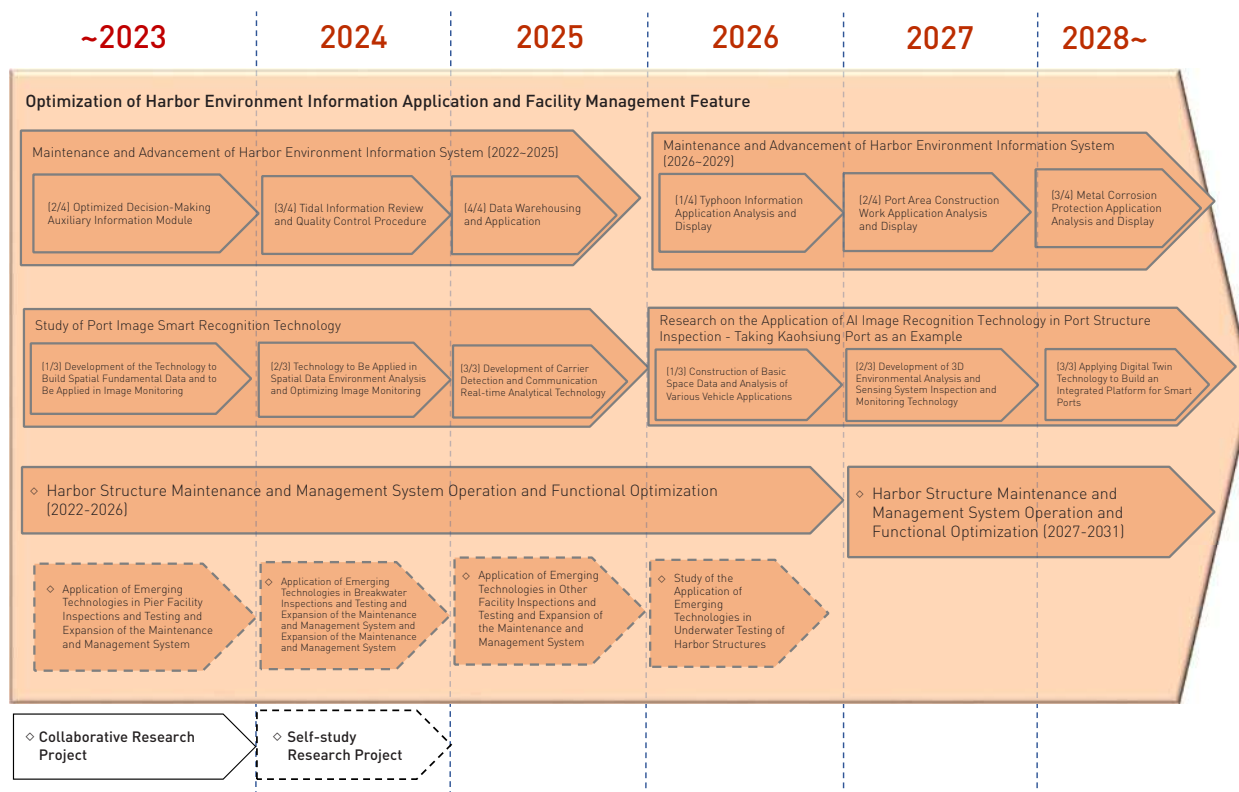 ~2023
2024
2025
2026
2027
2028~
Optimization of Harbor Environment Information Application and Facility Management Feature
Maintenance and Advancement of Harbor Environment Information System (2022–2025)
(2/4) Optimized Decision-Making
Auxiliary Information Module
(3/4) Tidal Information Review
and Quality Control Procedure
(4/4) Data Warehousing
and Application
Maintenance and Advancement of Harbor Environment Information System
(2026–2029)
(1/4) Typhoon Information
Application Analysis and
Display
(2/4) Port Area Construction
Work Application Analysis
and Display
(3/4) Metal Corrosion
Protection Application
Analysis and Display
Study of Port Image Smart Recognition Technology
(1/3) Development of the Technology to
Build Spatial Fundamental Data and to
Be Applied in Image Monitoring
(2/3) Technology to Be Applied in
Spatial Data Environment Analysis
and Optimizing Image Monitoring
(3/3) Development of Carrier
Detection and Communication
Real-time Analytical Technology
Research on the Application of AI Image Recognition Technology in Port Structure
Inspection - Taking Kaohsiung Port as an Example
(1/3) Construction of Basic
Space Data and Analysis of
Various Vehicle Applications
(2/3) Development of 3D
Environmental Analysis and
Sensing System Inspection and
Monitoring Technology
(3/3) Applying Digital Twin
Technology to Build an
Integrated Platform for Smart
Ports
◇ Harbor Structure Maintenance and Management System Operation and Functional Optimization
(2022-2026)
◇ Harbor Structure Maintenance and
Management System Operation and
Functional Optimization (2027-2031)
◇ Application of Emerging
Technologies in Pier Facility
Inspections and Testing and
Expansion of the Maintenance
and Management System
◇ Application of Emerging
Technologies in Breakwater
Inspections and Testing and
Expansion of the Maintenance
and Management System and
Expansion of the Maintenance
and Management System
◇ Application of Emerging
Technologies in Other
Facility Inspections and
Testing and Expansion of
the Maintenance and
Management System
◇ Study of the
Application of
Emerging
Technologies in
Underwater Testing of
Harbor Structures
◇ Collaborative Research
Project
◇ Self-study
Research Project